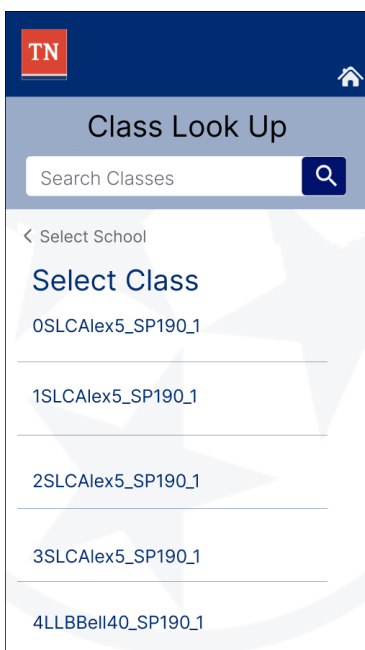 TN
Class Look Up
Search Classes
Select School
Select Class
0SLCAlex5_SP190_1
1SLCAlex5_SP190_1
2SLCAlex5_SP190_1
3SLCAlex5_SP190_1
4LLBBell40_SP190_1